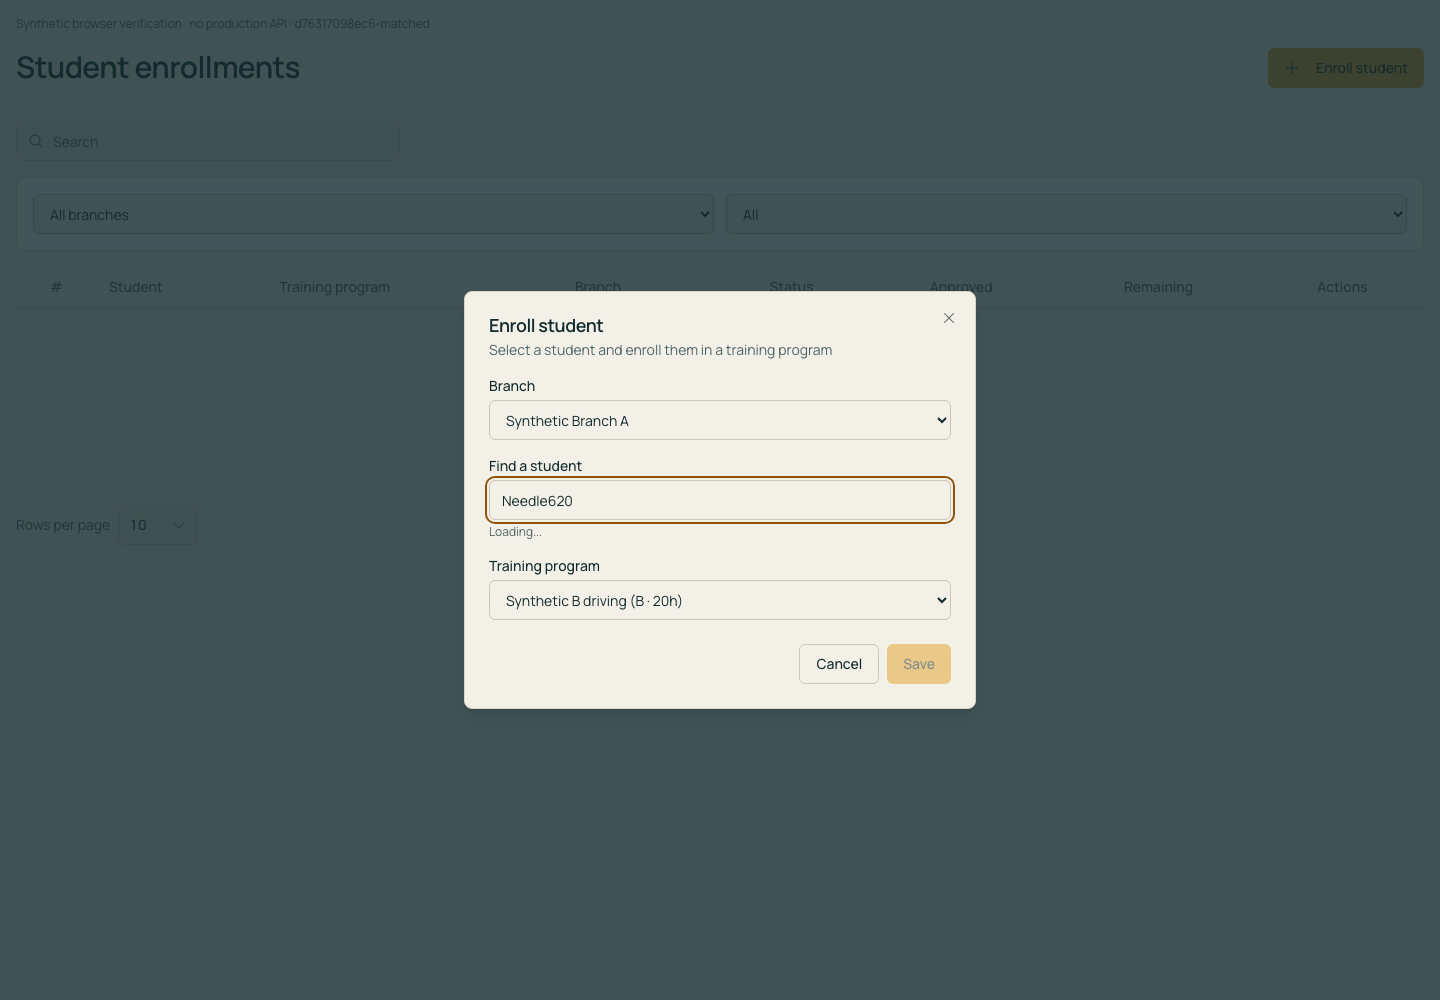 Synthetic browser verification · no production API · d76317098ec6-matched
Student enrollments
Enroll student
Search
All branches
All
# Student Training program Branch Status Approved Remaining Actions
Enroll student
Select a student and enroll them in a training program
Branch
Synthetic Branch A
Find a student
Needle620
Loading...
Training program
Synthetic B driving (B · 20h)
Cancel Save
Rows per page 10